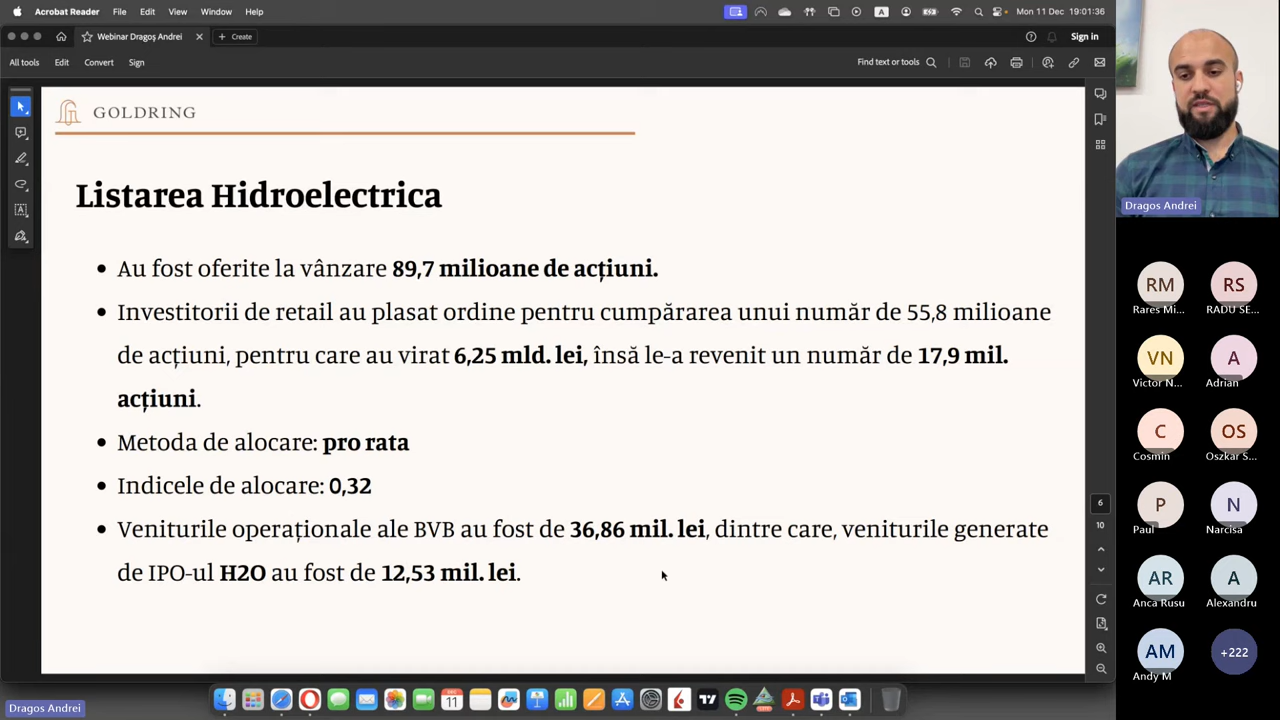 Acrobat Reader File Edit View Window Help
A
Mon 11 Dec 19:01:36
Webinar Dragoș Andrei
Create
Sign in
All tools Edit Convert Sign
Find text or tools
GOLDRING
Listarea Hidroelectrica
Au fost oferite la vânzare 89,7 milioane de acțiuni.
Investitorii de retail au plasat ordine pentru cumpărarea unui număr de 55,8 milioane
de acțiuni, pentru care au virat 6,25 mld. lei, însă le-a revenit un număr de 17,9 mil.
acțiuni.
Metoda de alocare: pro rata
Indicele de alocare: 0,32
Veniturile operaționale ale BVB au fost de 36,86 mil. lei, dintre care, veniturile generate
de IPO-ul H2O au fost de 12,53 mil. lei.
6
10
Dragos Andrei
RM RS
Rares Mi... RADU SE...
VN A
Victor N... Adrian
C OS
Cosmin Oszkar S...
P N
Paul Narcisa
AR A
Anca Rusu Alexandru
AM +222
Andy M
Dragos Andrei